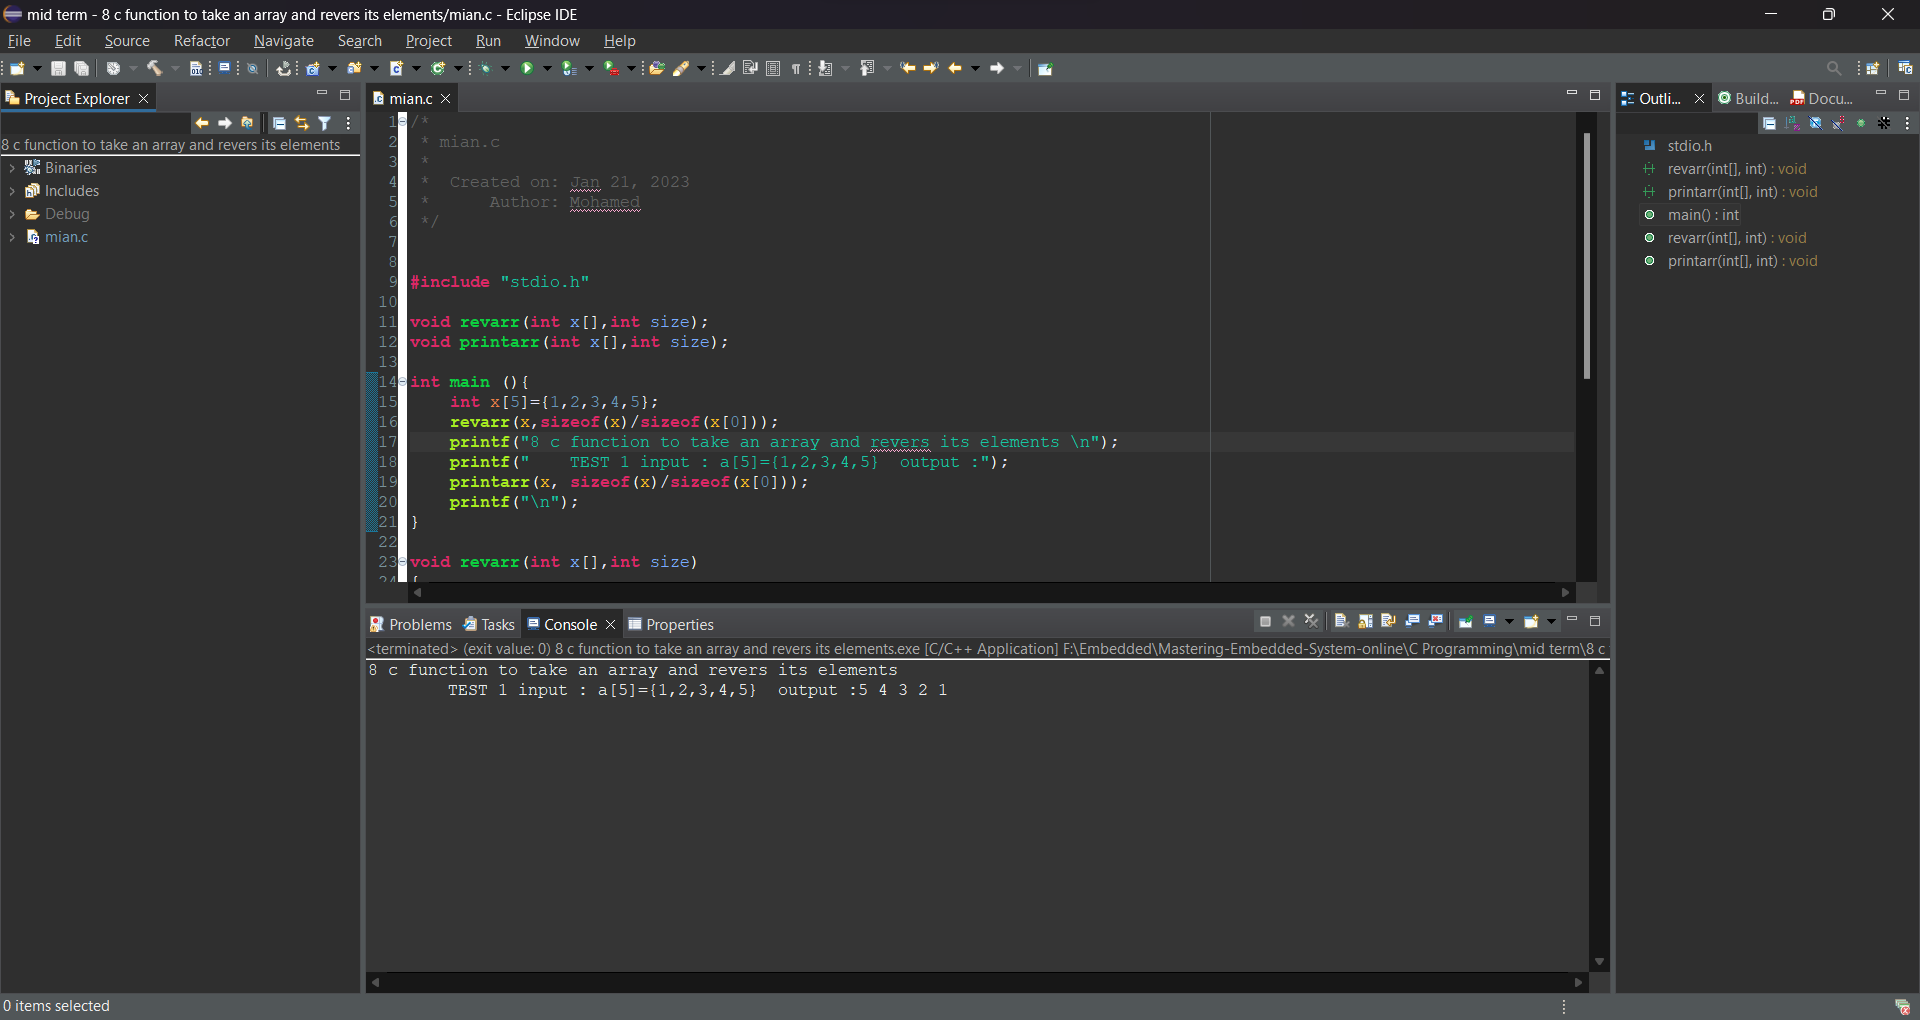 mid term - 8 c function to take an array and revers its elements/mian.c - Eclipse IDE
File Edit Source Refactor Navigate Search Project Run Window Help
Project Explorer
8 c function to take an array and revers its elements
Binaries
Includes
Debug
mian.c
mian.c
1 /*
2 * mian.c
3 *
4 * Created on: Jan 21, 2023
5 * Author: Mohamed
6 */
7
8
9 #include "stdio.h"
10
11 void revarr(int x[],int size);
12 void printarr(int x[],int size);
13
14 int main (){
15 int x[5]={1,2,3,4,5};
16 revarr(x,sizeof(x)/sizeof(x[0]));
17 printf("8 c function to take an array and revers its elements \n");
18 printf("    TEST 1 input : a[5]={1,2,3,4,5}  output :");
19 printarr(x, sizeof(x)/sizeof(x[0]));
20 printf("\n");
21 }
22
23 void revarr(int x[],int size)
24 {
Outli... Build... Docu...
stdio.h
revarr(int[], int) : void
printarr(int[], int) : void
main() : int
revarr(int[], int) : void
printarr(int[], int) : void
Problems Tasks Console Properties
<terminated> (exit value: 0) 8 c function to take an array and revers its elements.exe [C/C++ Application] F:\Embedded\Mastering-Embedded-System-online\C Programming\mid term\8 c
8 c function to take an array and revers its elements
TEST 1 input : a[5]={1,2,3,4,5}  output :5 4 3 2 1
0 items selected